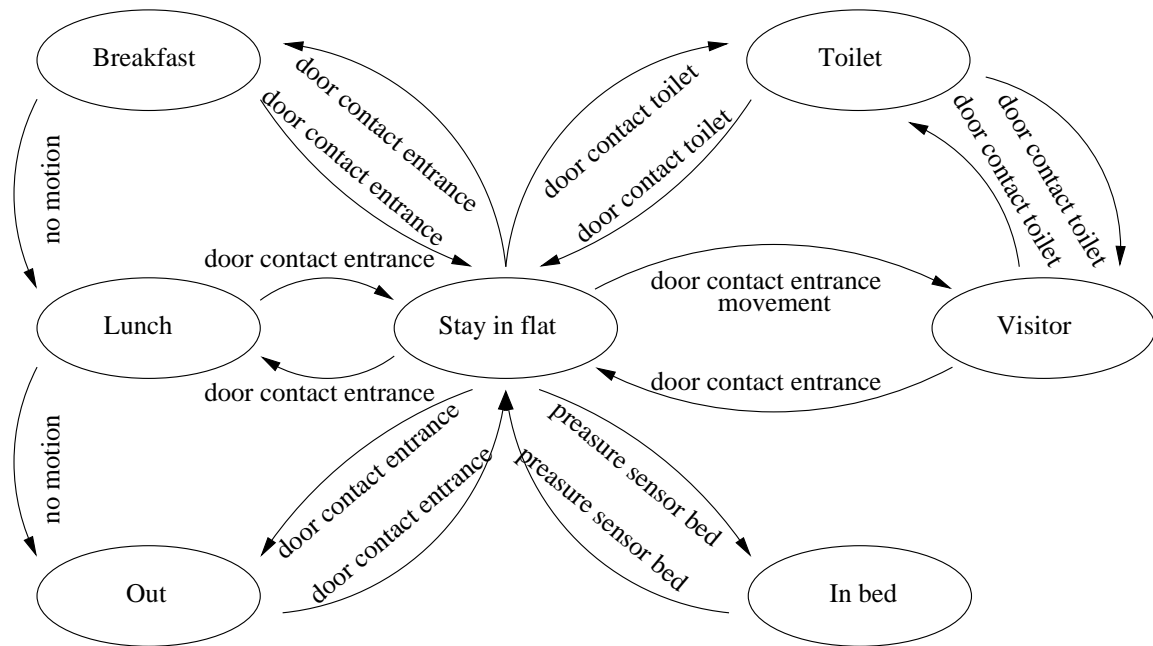 Breakfast
Toilet
door contact entrance
door contact entrance
door contact toilet
door contact toilet
door contact toilet
door contact toilet
no motion
door contact entrance
Lunch
Stay in flat
door contact entrance
movement
Visitor
door contact entrance
door contact entrance
no motion
door contact entrance
door contact entrance
preasure sensor bed
preasure sensor bed
Out
In bed